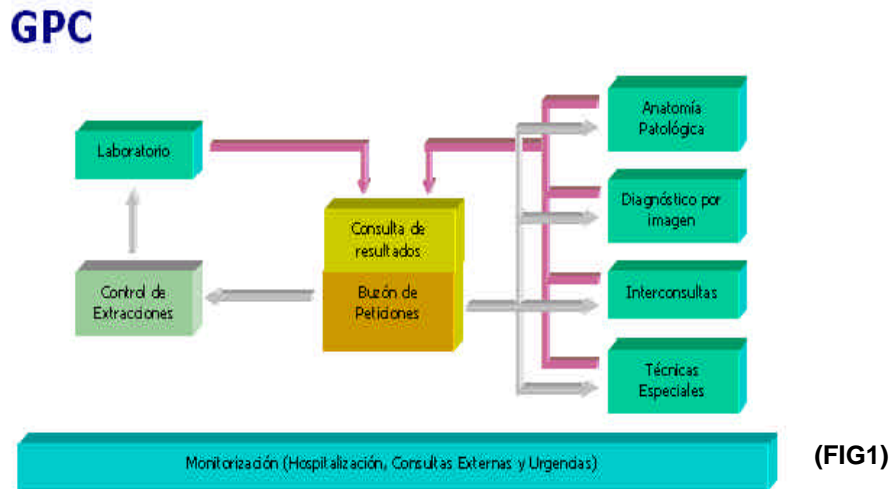 GPC
Anatomía
Patológica
Laboratorio
Diagnóstico por
imagen
Consulta de
resultados
Control de
Extracciones
Buzón de
Peticiones
Interconsultas
Técnicas
Especiales
Monitorización (Hospitalización, Consultas Externas y Urgencias)
(FIG1)